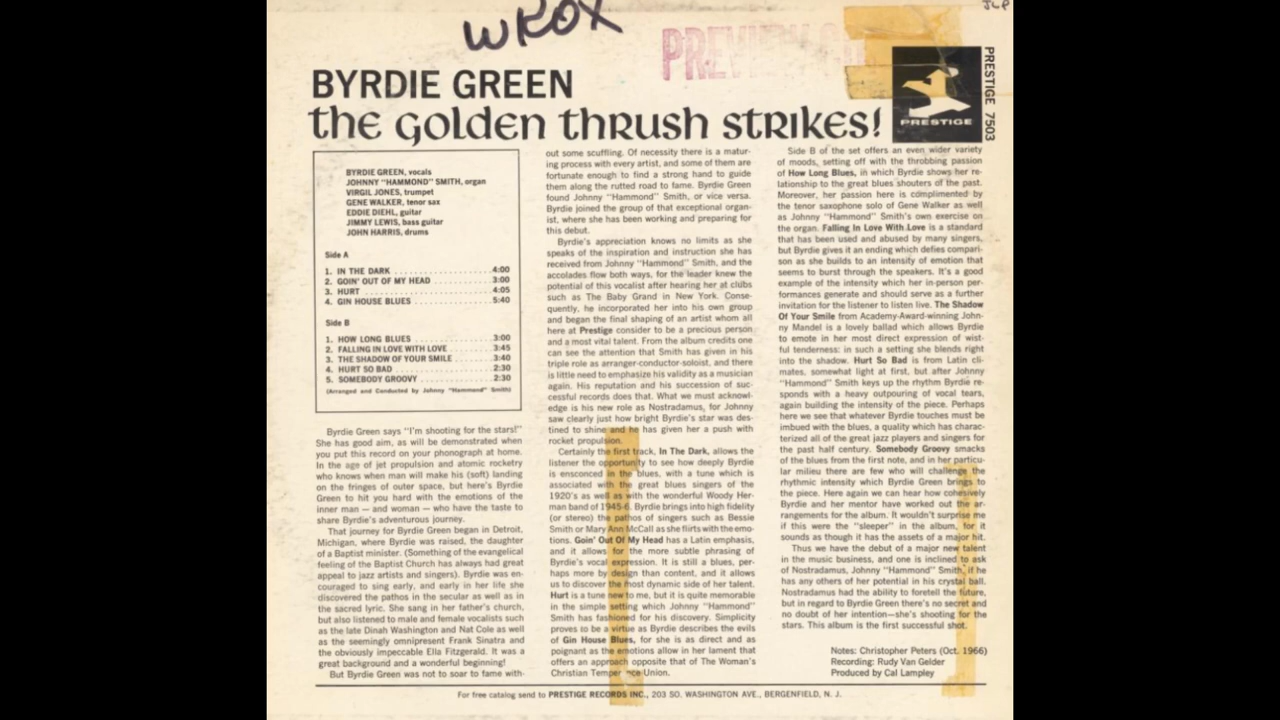 WROX
JLP
PREVIEW CO
BYRDIE GREEN
the golden thrush strikes!
PRESTIGE
PRESTIGE 7503
BYRDIE GREEN, vocals
JOHNNY "HAMMOND" SMITH, organ
VIRGIL JONES, trumpet
GENE WALKER, tenor sax
EDDIE DIEHL, guitar
JIMMY LEWIS, bass guitar
JOHN HARRIS, drums
Side A
1. IN THE DARK ........................ 4:00
2. GOIN' OUT OF MY HEAD ............... 3:00
3. HURT ............................... 4:05
4. GIN HOUSE BLUES .................... 5:40
Side B
1. HOW LONG BLUES ..................... 3:00
2. FALLING IN LOVE WITH LOVE .......... 3:45
3. THE SHADOW OF YOUR SMILE ........... 3:40
4. HURT SO BAD ........................ 2:30
5. SOMEBODY GROOVY .................... 2:30
(Arranged and Conducted by Johnny "Hammond" Smith)
Byrdie Green says "I'm shooting for the stars!"
She has good aim, as will be demonstrated when
you put this record on your phonograph at home.
In the age of jet propulsion and atomic rocketry
who knows when man will make his (soft) landing
on the fringes of outer space, but here's Byrdie
Green to hit you hard with the emotions of the
inner man — and woman — who have the taste to
share Byrdie's adventurous journey.
That journey for Byrdie Green began in Detroit,
Michigan, where Byrdie was raised, the daughter
of a Baptist minister. (Something of the evangelical
feeling of the Baptist Church has always had great
appeal to jazz artists and singers). Byrdie was en-
couraged to sing early, and early in her life she
discovered the pathos in the secular as well as in
the sacred lyric. She sang in her father's church,
but also listened to male and female vocalists such
as the late Dinah Washington and Nat Cole as well
as the seemingly omnipresent Frank Sinatra and
the obviously impeccable Ella Fitzgerald. It was a
great background and a wonderful beginning!
But Byrdie Green was not to soar to fame with-
out some scuffling. Of necessity there is a matur-
ing process with every artist, and some of them are
fortunate enough to find a strong hand to guide
them along the rutted road to fame. Byrdie Green
found Johnny "Hammond" Smith, or vice versa.
Byrdie joined the group of that exceptional organ-
ist, where she has been working and preparing for
this debut.
Byrdie's appreciation knows no limits as she
speaks of the inspiration and instruction she has
received from Johnny "Hammond" Smith, and the
accolades flow both ways, for the leader knew the
potential of this vocalist after hearing her at clubs
such as The Baby Grand in New York. Conse-
quently, he incorporated her into his own group
and began the final shaping of an artist whom all
here at Prestige consider to be a precious person
and a most vital talent. From the album credits one
can see the attention that Smith has given in his
triple role as arranger-conductor-soloist, and there
is little need to emphasize his validity as a musician
again. His reputation and his succession of suc-
cessful records does that. What we must acknowl-
edge is his new role as Nostradamus, for Johnny
saw clearly just how bright Byrdie's star was des-
tined to shine and he has given her a push with
rocket propulsion.
Certainly the first track, In The Dark, allows the
listener the opportunity to see how deeply Byrdie
is ensconced in the blues, with a tune which is
associated with the great blues singers of the
1920's as well as with the wonderful Woody Her-
man band of 1945-6. Byrdie brings into high fidelity
(or stereo) the pathos of singers such as Bessie
Smith or Mary Ann McCall as she flirts with the emo-
tions. Goin' Out Of My Head has a Latin emphasis,
and it allows for the more subtle phrasing of
Byrdie's vocal expression. It is still a blues, per-
haps more by design than content, and it allows
us to discover the most dynamic side of her talent.
Hurt is a tune new to me, but it is quite memorable
in the simple setting which Johnny "Hammond"
Smith has fashioned for his discovery. Simplicity
proves to be a virtue as Byrdie describes the evils
of Gin House Blues, for she is as direct and as
poignant as the emotions allow in her lament that
offers an approach opposite that of The Woman's
Christian Temper nce Union.
Side B of the set offers an even wider variety
of moods, setting off with the throbbing passion
of How Long Blues, in which Byrdie shows her re-
lationship to the great blues shouters of the past.
Moreover, her passion here is complimented by
the tenor saxophone solo of Gene Walker as well
as Johnny "Hammond" Smith's own exercise on
the organ. Falling In Love With Love is a standard
that has been used and abused by many singers,
but Byrdie gives it an ending which defies compari-
son as she builds to an intensity of emotion that
seems to burst through the speakers. It's a good
example of the intensity which her in-person per-
formances generate and should serve as a further
invitation for the listener to listen live. The Shadow
Of Your Smile from Academy-Award-winning John-
ny Mandel is a lovely ballad which allows Byrdie
to emote in her most direct expression of wist-
ful tenderness: in such a setting she blends right
into the shadow. Hurt So Bad is from Latin cli-
mates, somewhat light at first, but after Johnny
"Hammond" Smith keys up the rhythm Byrdie re-
sponds with a heavy outpouring of vocal tears,
again building the intensity of the piece. Perhaps
here we see that whatever Byrdie touches must be
imbued with the blues, a quality which has charac-
terized all of the great jazz players and singers for
the past half century. Somebody Groovy smacks
of the blues from the first note, and in her particu-
lar milieu there are few who will challenge the
rhythmic intensity which Byrdie Green brings to
the piece. Here again we can hear how cohesively
Byrdie and her mentor have worked out the ar-
rangements for the album. It wouldn't surprise me
if this were the "sleeper" in the album, for it
sounds as though it has the assets of a major hit.
Thus we have the debut of a major new talent
in the music business, and one is inclined to ask
of Nostradamus, Johnny "Hammond" Smith, if he
has any others of her potential in his crystal ball.
Nostradamus had the ability to foretell the future,
but in regard to Byrdie Green there's no secret and
no doubt of her intention—she's shooting for the
stars. This album is the first successful shot.
Notes: Christopher Peters (Oct. 1966)
Recording: Rudy Van Gelder
Produced by Cal Lampley
For free catalog send to PRESTIGE RECORDS INC., 203 SO. WASHINGTON AVE., BERGENFIELD, N. J.